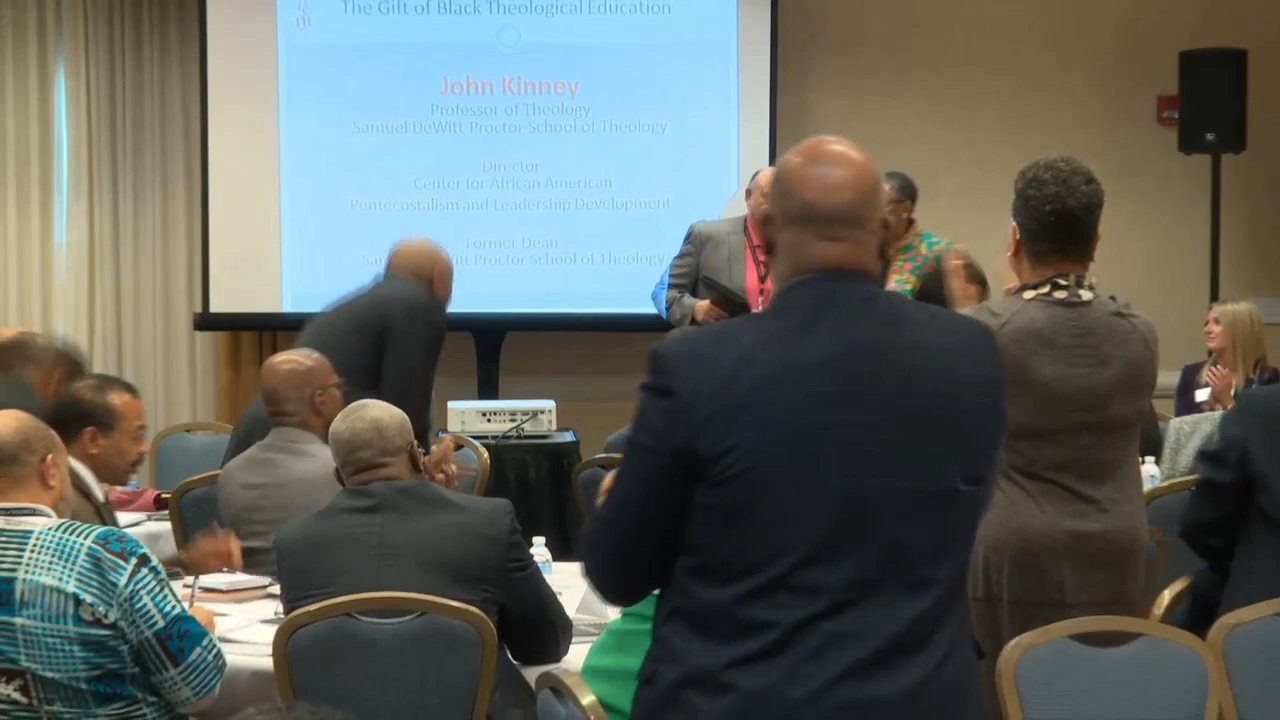 The Gift of Black Theological Education
John Kinney
Professor of Theology
Samuel DeWitt Proctor School of Theology
Director
Center for African American
Pentecostalism and Leadership Development
Former Dean
Proctor School of Theology